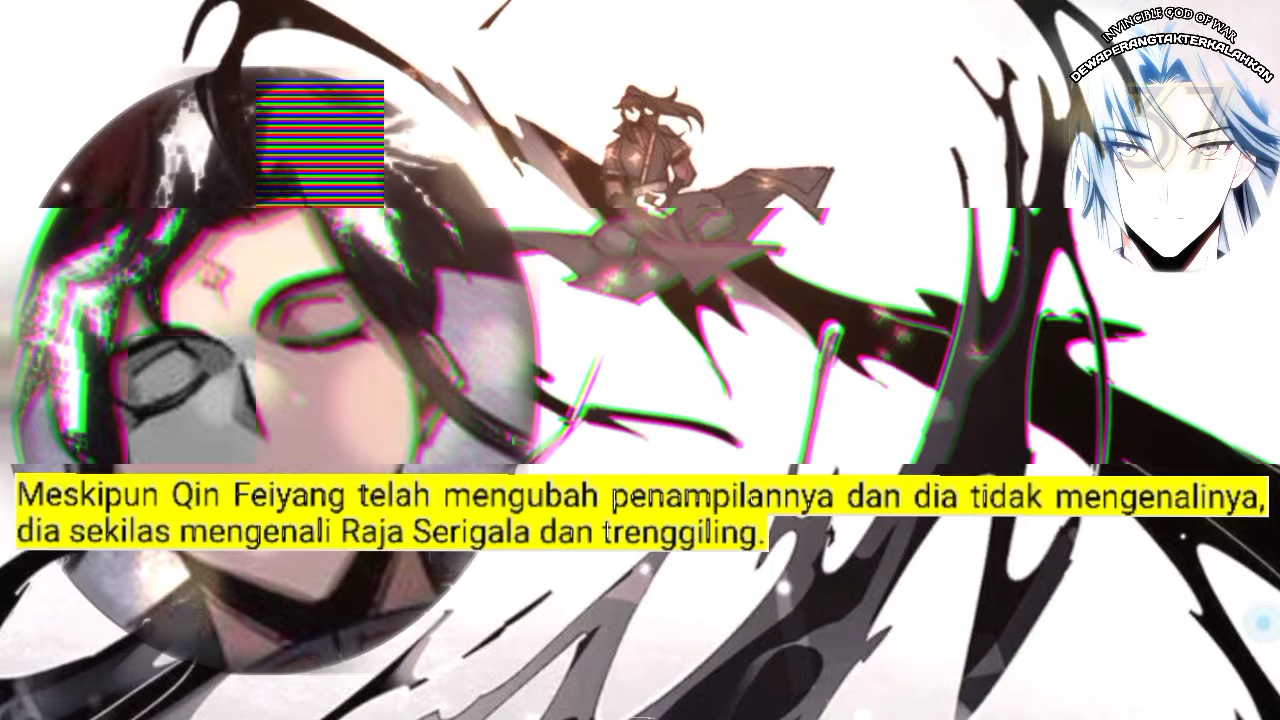 INVINCIBLE GOD OF WAR
DEWAPERANGTAKTERKALAHKAN
37
Meskipun Qin Feiyang telah mengubah penampilannya dan dia tidak mengenalinya,
dia sekilas mengenali Raja Serigala dan trenggiling.